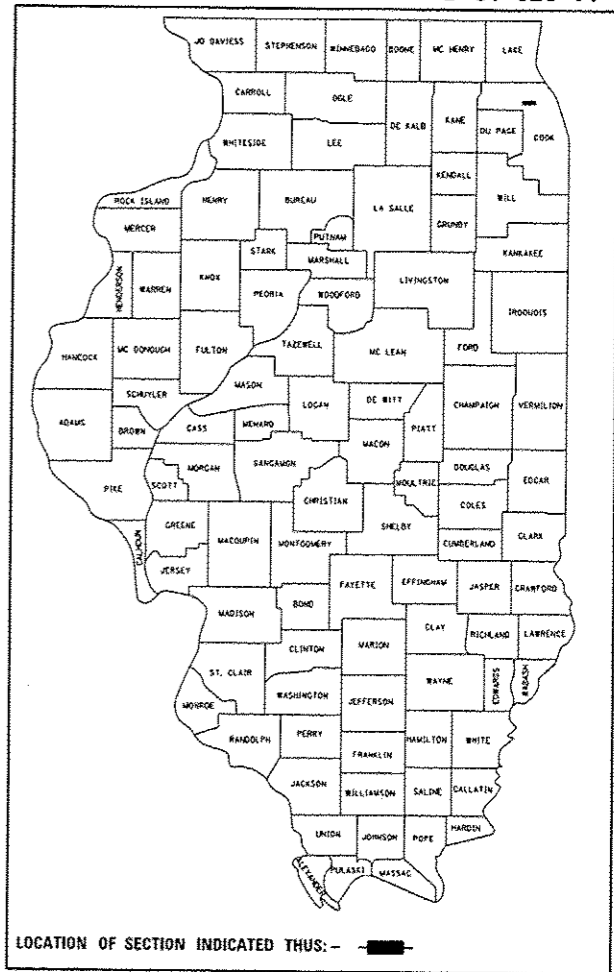 JO DAVIESS STEPHENSON WINNEBAGO BOONE MC HENRY LAKE
CARROLL OGLE DE KALB KANE DU PAGE COOK
WHITESIDE LEE
KENDALL WILL
ROCK ISLAND HENRY BUREAU LA SALLE GRUNDY
MERCER PUTNAM KANKAKEE
STARK MARSHALL
HENDERSON WARREN KNOX PEORIA WOODFORD LIVINGSTON IROQUOIS
HANCOCK MC DONOUGH FULTON TAZEWELL MC LEAN FORD
MASON
SCHUYLER LOGAN DE WITT CHAMPAIGN VERMILION
ADAMS BROWN CASS MENARD PIATT
MACON
MORGAN SANGAMON DOUGLAS EDGAR
PIKE SCOTT CHRISTIAN MOULTRIE COLES
GREENE SHELBY
CALHOUN MACOUPIN MONTGOMERY CUMBERLAND CLARK
JERSEY FAYETTE EFFINGHAM JASPER CRAWFORD
MADISON BOND
CLAY RICHLAND LAWRENCE
CLINTON MARION
ST. CLAIR WAYNE EDWARDS WABASH
WASHINGTON JEFFERSON
MONROE
RANDOLPH PERRY HAMILTON WHITE
FRANKLIN
JACKSON WILLIAMSON SALINE GALLATIN
UNION JOHNSON POPE HARDIN
ALEXANDER PULASKI MASSAC
LOCATION OF SECTION INDICATED THUS: -